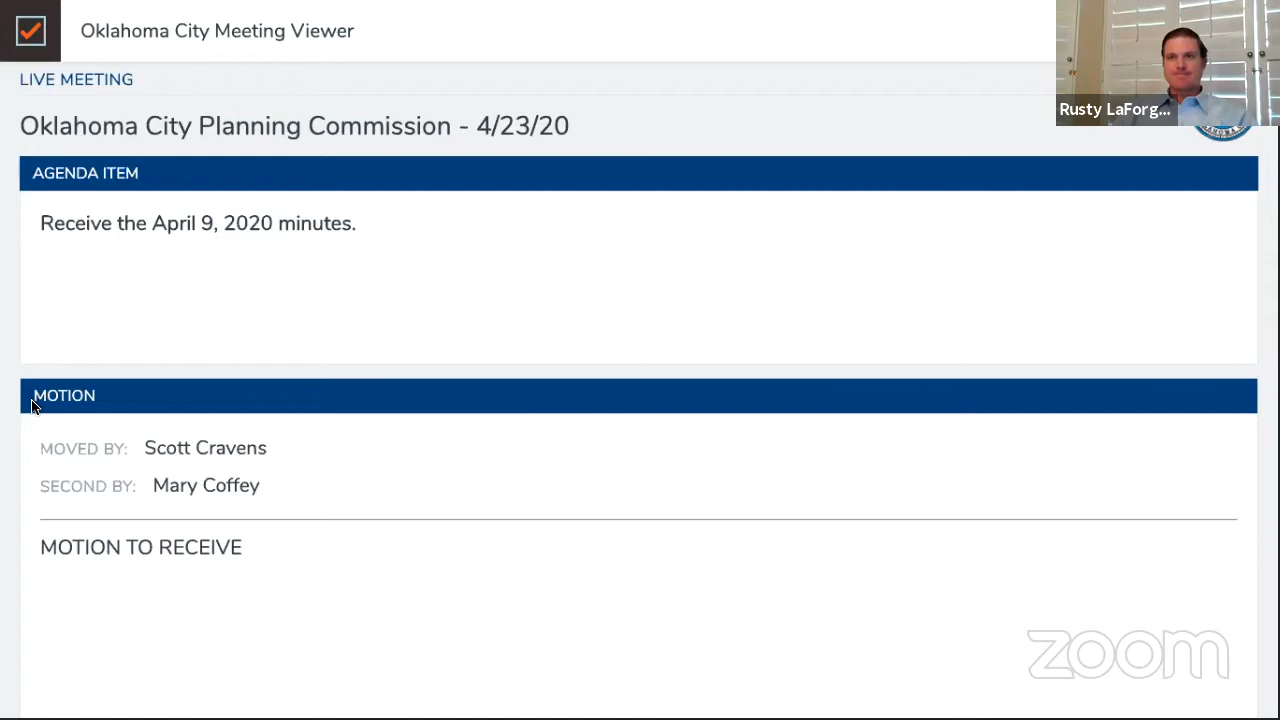 Oklahoma City Meeting Viewer
LIVE MEETING
Rusty LaForg...
Oklahoma City Planning Commission - 4/23/20
AGENDA ITEM
Receive the April 9, 2020 minutes.
MOTION
MOVED BY: Scott Cravens
SECOND BY: Mary Coffey
MOTION TO RECEIVE
zoom